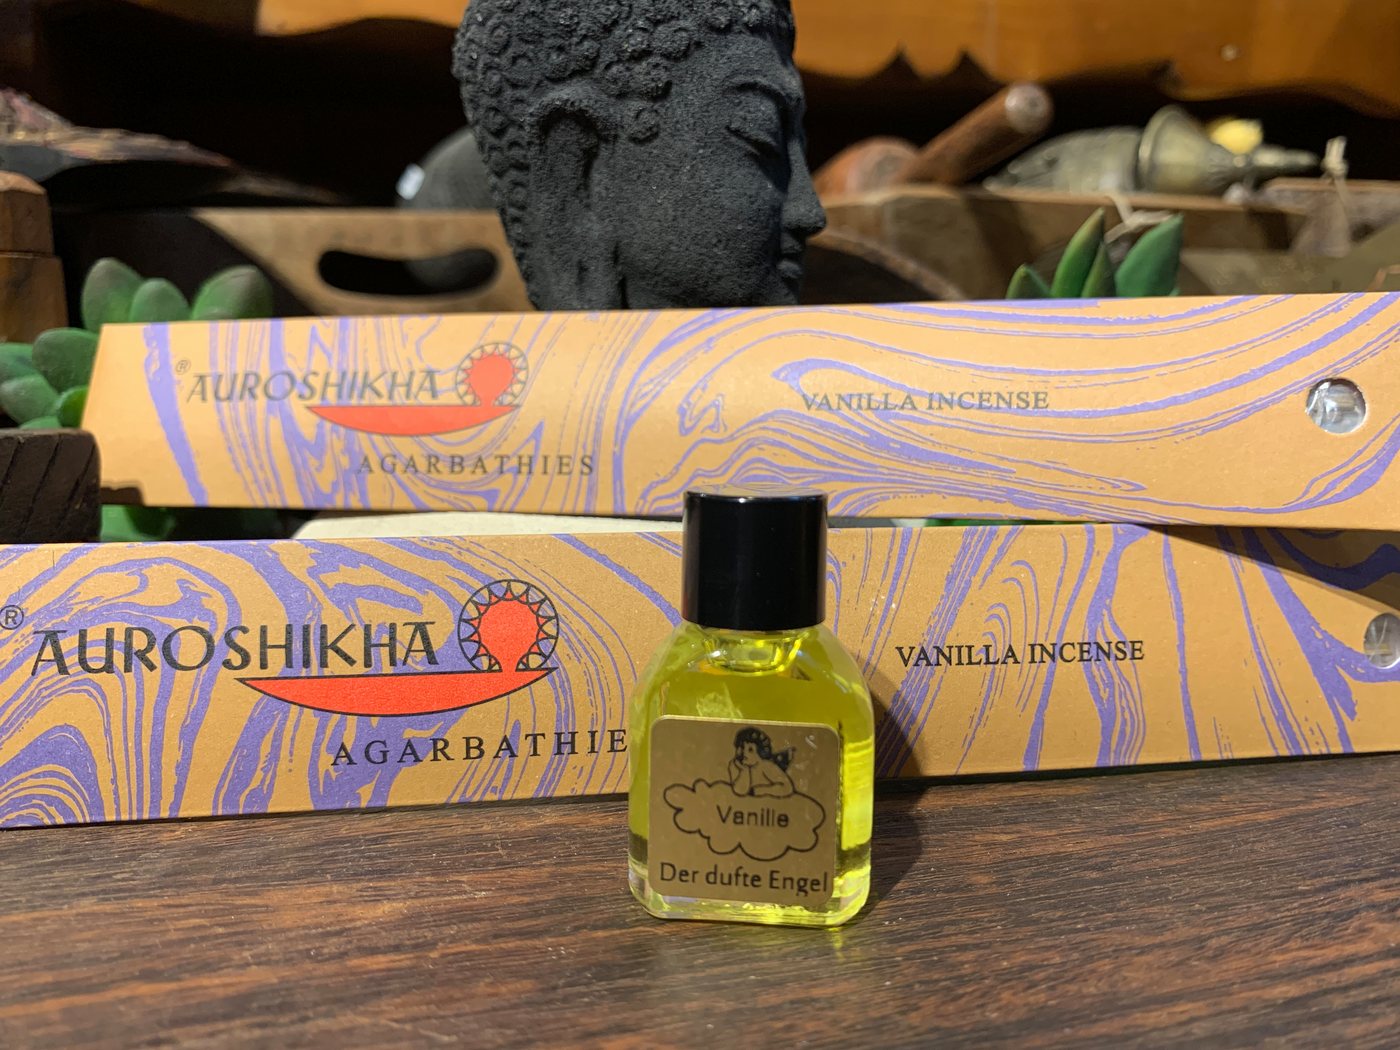 ® AUROSHIKHA
AGARBATHIES
VANILLA INCENSE
® AUROSHIKHA
AGARBATHIE
VANILLA INCENSE
Vanille
Der dufte Engel